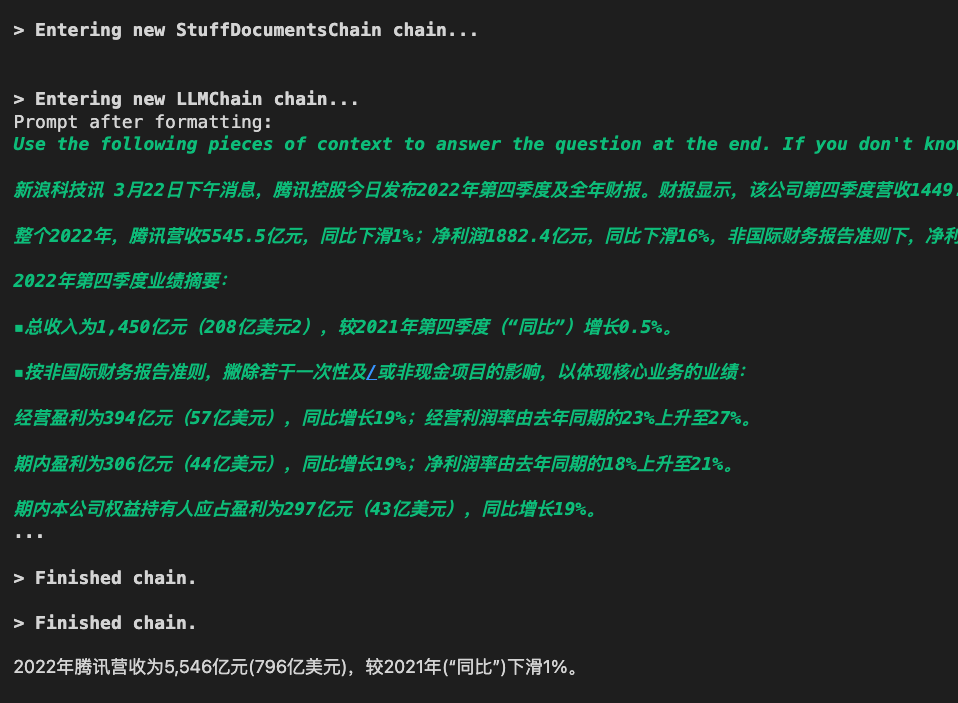 > Entering new StuffDocumentsChain chain...
> Entering new LLMChain chain...
Prompt after formatting:
Use the following pieces of context to answer the question at the end. If you don't
新浪科技讯 3月22日下午消息，腾讯控股今日发布2022年第四季度及全年财报。财报显示，该公司第四季度营收1449
整个2022年，腾讯营收5545.5亿元，同比下滑1%；净利润1882.4亿元，同比下滑16%，非国际财务报告准则下，净利
2022年第四季度业绩摘要：
▪总收入为1,450亿元（208亿美元2），较2021年第四季度（“同比”）增长0.5%。
▪按非国际财务报告准则，撇除若干一次性及/或非现金项目的影响，以体现核心业务的业绩：
经营盈利为394亿元（57亿美元），同比增长19%；经营利润率由去年同期的23%上升至27%。
期内盈利为306亿元（44亿美元），同比增长19%；净利润率由去年同期的18%上升至21%。
期内本公司权益持有人应占盈利为297亿元（43亿美元），同比增长19%。
...
> Finished chain.
> Finished chain.
2022年腾讯营收为5,546亿元(796亿美元)，较2021年(“同比”)下滑1%。